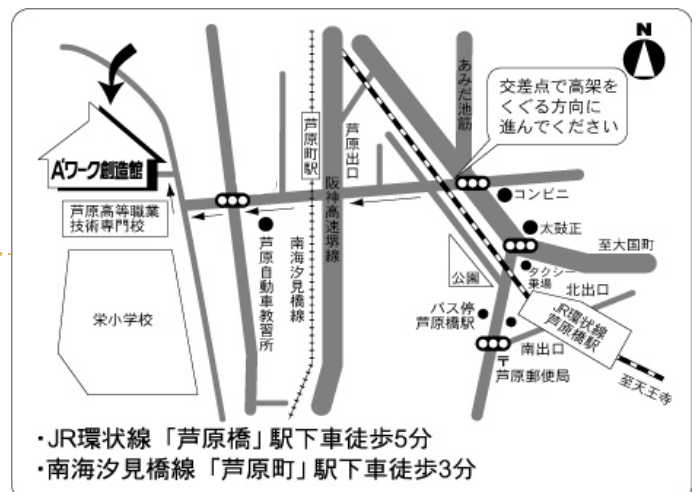 N
交差点で高架を
くぐる方向に
進んでください
あみだ池筋
芦原町駅
芦原出口
阪神高速堺線
A'ワーク創造館
芦原高等職業
技術専門校
コンビニ
太鼓正
至大国町
タクシー
乗場
北出口
公園
バス停
芦原橋駅
JR環状線
芦原橋駅
南出口
〒
芦原郵便局
至天王寺
芦原自動車教習所
南海汐見橋線
栄小学校
・JR環状線「芦原橋」駅下車徒歩5分
・南海汐見橋線「芦原町」駅下車徒歩3分